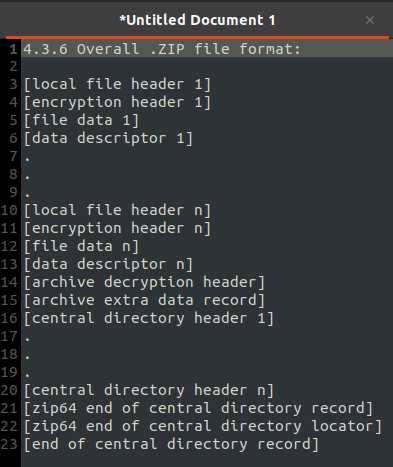 *Untitled Document 1 ×
1 4.3.6 Overall .ZIP file format:
2
3 [local file header 1]
4 [encryption header 1]
5 [file data 1]
6 [data descriptor 1]
7 .
8 .
9 .
10 [local file header n]
11 [encryption header n]
12 [file data n]
13 [data descriptor n]
14 [archive decryption header]
15 [archive extra data record]
16 [central directory header 1]
17 .
18 .
19 .
20 [central directory header n]
21 [zip64 end of central directory record]
22 [zip64 end of central directory locator]
23 [end of central directory record]